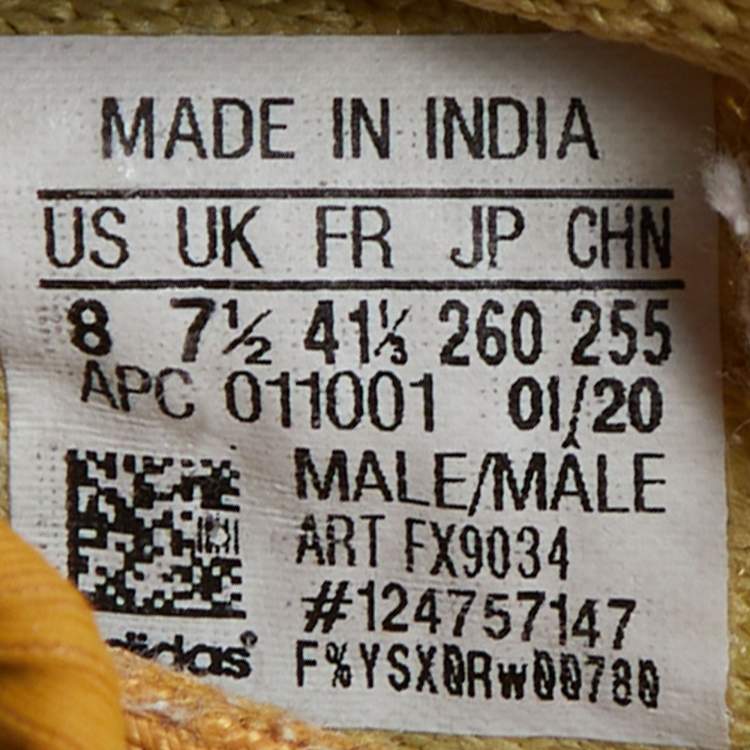 MADE IN INDIA
US UK FR JP CHN
8 7½ 41⅓ 260 255
APC 011001 01/20
MALE/MÂLE
ART FX9034
#124757147
adidas®
F%YSX0Rw00780